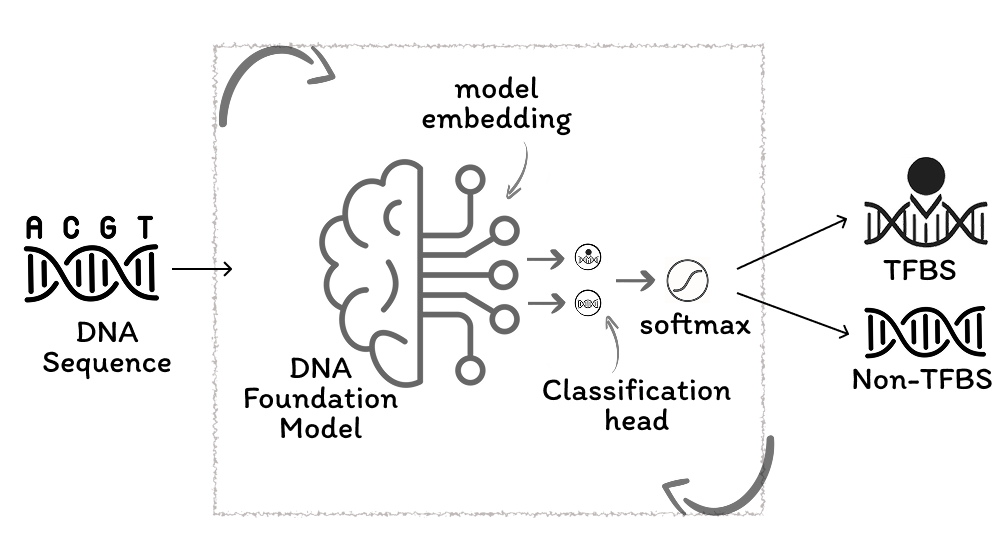 model
embedding
A C G T
DNA
Sequence
DNA
Foundation
Model
softmax
Classification
head
TFBS
Non-TFBS